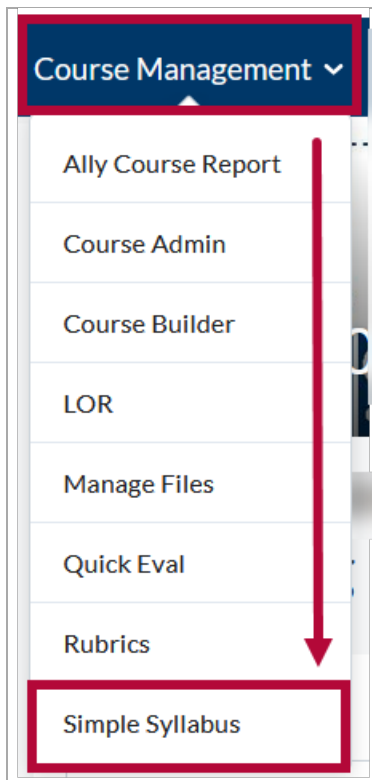 Course Management
Ally Course Report
Course Admin
Course Builder
LOR
Manage Files
Quick Eval
Rubrics
Simple Syllabus